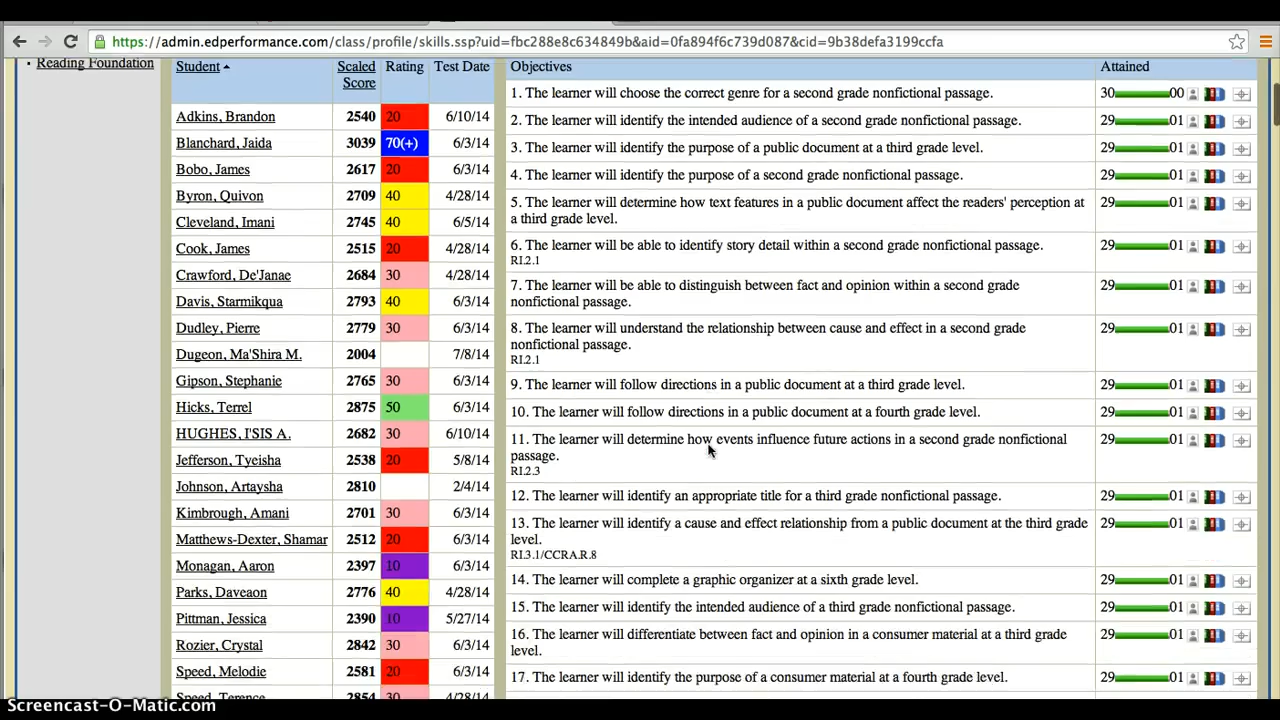 https://admin.edperformance.com/class/profile/skills.ssp?uid=fbc288e8c634849b&aid=0fa894f6c739d087&cid=9b38defa3199ccfa
Reading Foundation
Student Scaled Score Rating Test Date
Adkins, Brandon 2540 20 6/10/14
Blanchard, Jaida 3039 70(+) 6/3/14
Bobo, James 2617 20 6/3/14
Byron, Quivon 2709 40 4/28/14
Cleveland, Imani 2745 40 6/5/14
Cook, James 2515 20 4/28/14
Crawford, De'Janae 2684 30 4/28/14
Davis, Starmikqua 2793 40 6/3/14
Dudley, Pierre 2779 30 6/3/14
Dugeon, Ma'Shira M. 2004 7/8/14
Gipson, Stephanie 2765 30 6/3/14
Hicks, Terrel 2875 50 6/3/14
HUGHES, I'SIS A. 2682 30 6/10/14
Jefferson, Tyeisha 2538 20 5/8/14
Johnson, Artaysha 2810 2/4/14
Kimbrough, Amani 2701 30 6/3/14
Matthews-Dexter, Shamar 2512 20 6/3/14
Monagan, Aaron 2397 10 6/3/14
Parks, Daveaon 2776 40 4/28/14
Pittman, Jessica 2390 10 5/27/14
Rozier, Crystal 2842 30 6/3/14
Speed, Melodie 2581 20 6/3/14
Speed, Terence 2854 30 4/28/14
Objectives Attained
1. The learner will choose the correct genre for a second grade nonfictional passage. 30 00
2. The learner will identify the intended audience of a second grade nonfictional passage. 29 01
3. The learner will identify the purpose of a public document at a third grade level. 29 01
4. The learner will identify the purpose of a second grade nonfictional passage. 29 01
5. The learner will determine how text features in a public document affect the readers' perception at 29 01
a third grade level.
6. The learner will be able to identify story detail within a second grade nonfictional passage. 29 01
RI.2.1
7. The learner will be able to distinguish between fact and opinion within a second grade 29 01
nonfictional passage.
8. The learner will understand the relationship between cause and effect in a second grade 29 01
nonfictional passage.
RI.2.1
9. The learner will follow directions in a public document at a third grade level. 29 01
10. The learner will follow directions in a public document at a fourth grade level. 29 01
11. The learner will determine how events influence future actions in a second grade nonfictional 29 01
passage.
RI.2.3
12. The learner will identify an appropriate title for a third grade nonfictional passage. 29 01
13. The learner will identify a cause and effect relationship from a public document at the third grade 29 01
level.
RI.3.1/CCRA.R.8
14. The learner will complete a graphic organizer at a sixth grade level. 29 01
15. The learner will identify the intended audience of a third grade nonfictional passage. 29 01
16. The learner will differentiate between fact and opinion in a consumer material at a third grade 29 01
level.
17. The learner will identify the purpose of a consumer material at a fourth grade level. 29 01
Screencast-O-Matic.com